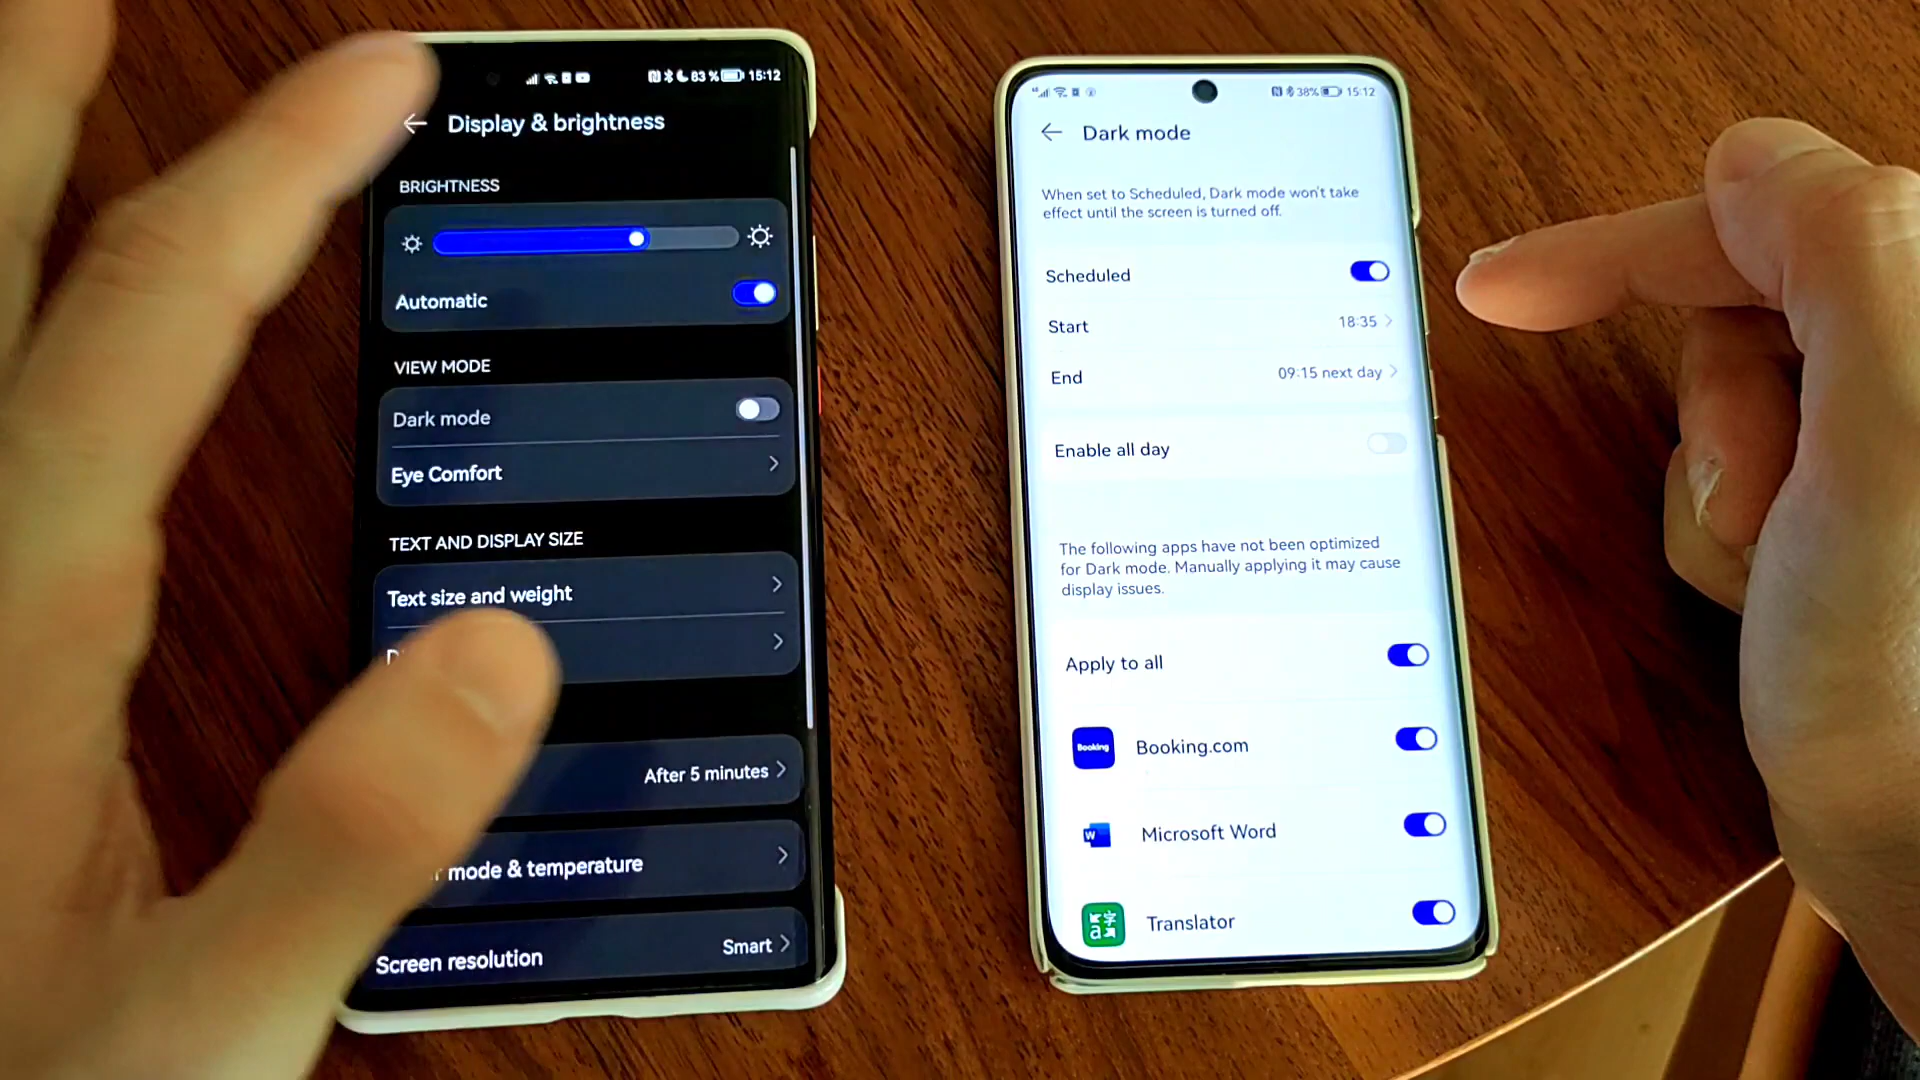 83 % 15:12
Display & brightness
BRIGHTNESS
Automatic
VIEW MODE
Dark mode
Eye Comfort
TEXT AND DISPLAY SIZE
Text size and weight
After 5 minutes
mode & temperature
Screen resolution Smart
38% 15:12
Dark mode
When set to Scheduled, Dark mode won't take
effect until the screen is turned off.
Scheduled
Start 18:35
End 09:15 next day
Enable all day
The following apps have not been optimized
for Dark mode. Manually applying it may cause
display issues.
Apply to all
Booking Booking.com
W Microsoft Word
字 a Translator